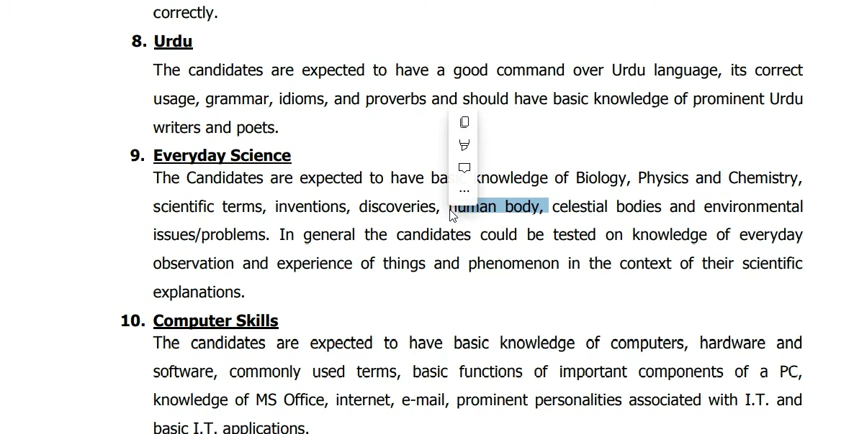 correctly.
8. Urdu
The candidates are expected to have a good command over Urdu language, its correct
usage, grammar, idioms, and proverbs and should have basic knowledge of prominent Urdu
writers and poets.
9. Everyday Science
The Candidates are expected to have basic knowledge of Biology, Physics and Chemistry,
scientific terms, inventions, discoveries, human body, celestial bodies and environmental
issues/problems. In general the candidates could be tested on knowledge of everyday
observation and experience of things and phenomenon in the context of their scientific
explanations.
10. Computer Skills
The candidates are expected to have basic knowledge of computers, hardware and
software, commonly used terms, basic functions of important components of a PC,
knowledge of MS Office, internet, e-mail, prominent personalities associated with I.T. and
basic I.T. applications.